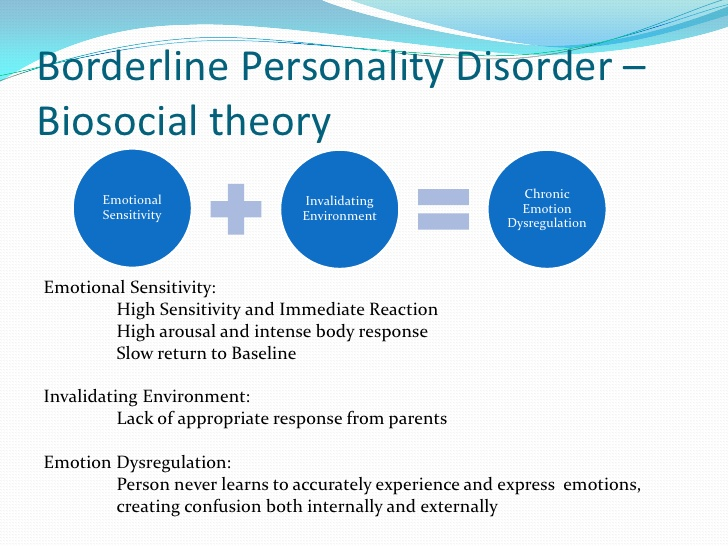 Borderline Personality Disorder –
Biosocial theory
Emotional
Sensitivity
Invalidating
Environment
Chronic
Emotion
Dysregulation
Emotional Sensitivity:
High Sensitivity and Immediate Reaction
High arousal and intense body response
Slow return to Baseline
Invalidating Environment:
Lack of appropriate response from parents
Emotion Dysregulation:
Person never learns to accurately experience and express  emotions,
creating confusion both internally and externally